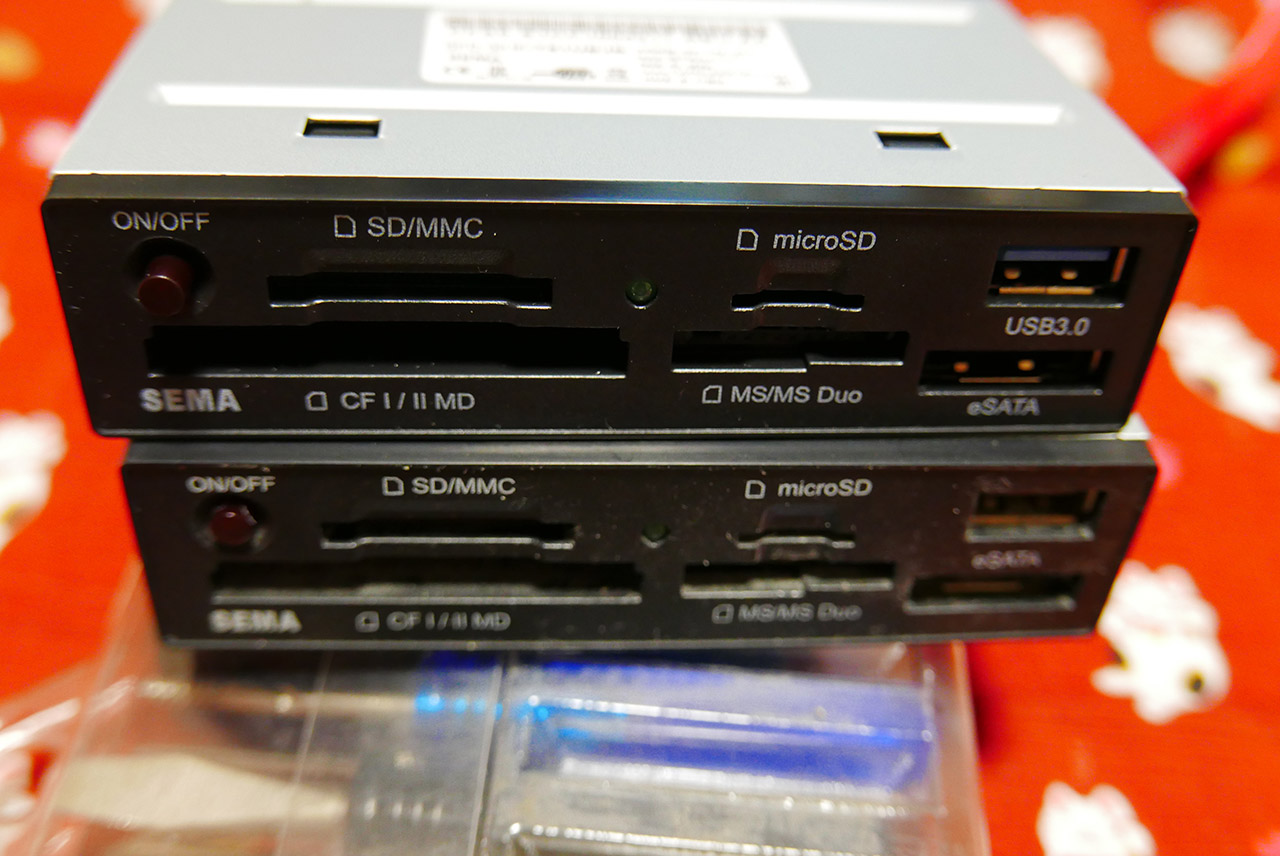 ON/OFF
SD/MMC
microSD
USB3.0
SEMA
CF I / II MD
MS/MS Duo
eSATA
ON/OFF
SD/MMC
microSD
eSATA
SEMA
CF I / II MD
MS/MS Duo